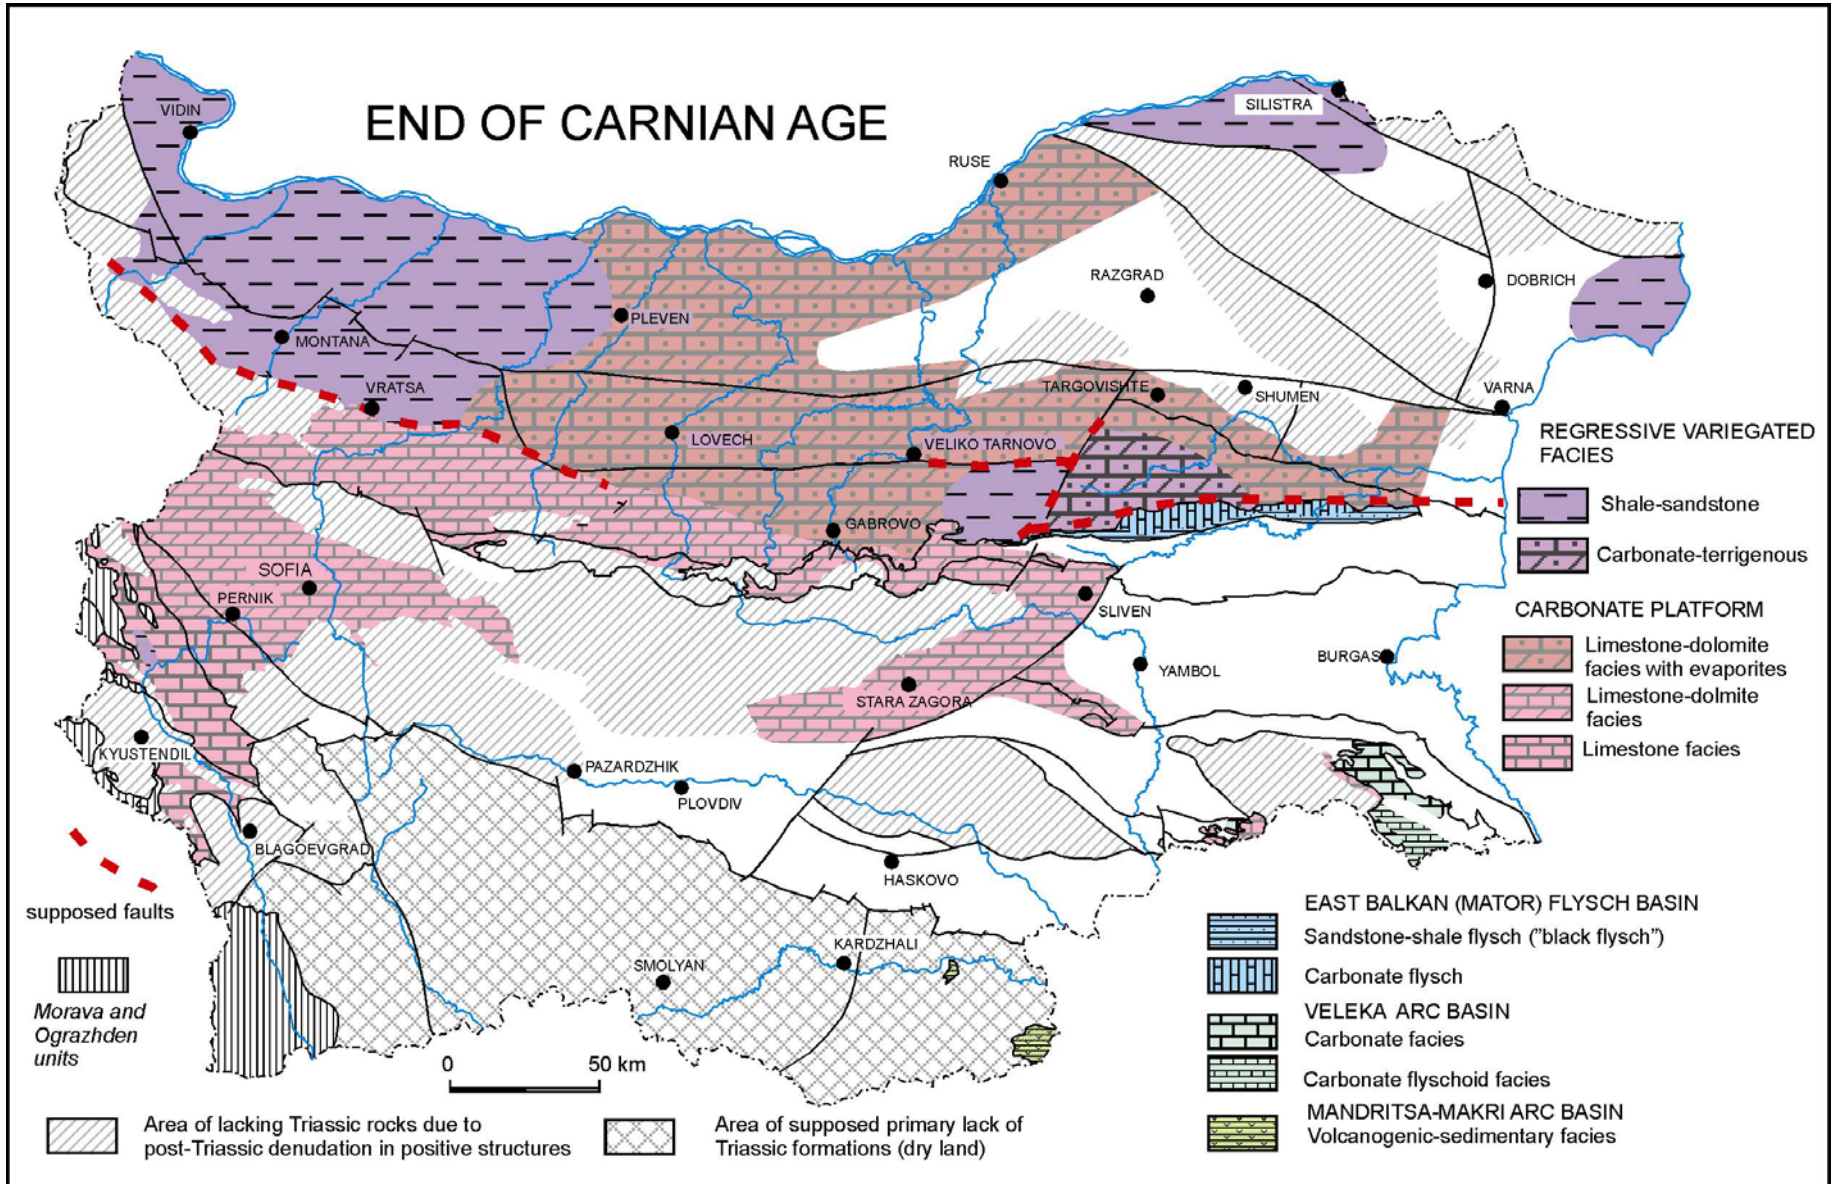 END OF CARNIAN AGE
VIDIN
SILISTRA
RUSE
RAZGRAD
DOBRICH
PLEVEN
MONTANA
VRATSA
TARGOVISHTE
SHUMEN
VARNA
LOVECH
VELIKO TARNOVO
GABROVO
SOFIA
PERNIK
SLIVEN
YAMBOL
BURGAS
STARA ZAGORA
KYUSTENDIL
PAZARDZHIK
PLOVDIV
BLAGOEVGRAD
HASKOVO
KARDZHALI
SMOLYAN
REGRESSIVE VARIEGATED
FACIES
Shale-sandstone
Carbonate-terrigenous
CARBONATE PLATFORM
Limestone-dolomite
facies with evaporites
Limestone-dolmite
facies
Limestone facies
EAST BALKAN (MATOR) FLYSCH BASIN
Sandstone-shale flysch ("black flysch")
Carbonate flysch
VELEKA ARC BASIN
Carbonate facies
Carbonate flyschoid facies
MANDRITSA-MAKRI ARC BASIN
Volcanogenic-sedimentary facies
supposed faults
Morava and
Ograzhden
units
0 50 km
Area of lacking Triassic rocks due to
post-Triassic denudation in positive structures
Area of supposed primary lack of
Triassic formations (dry land)